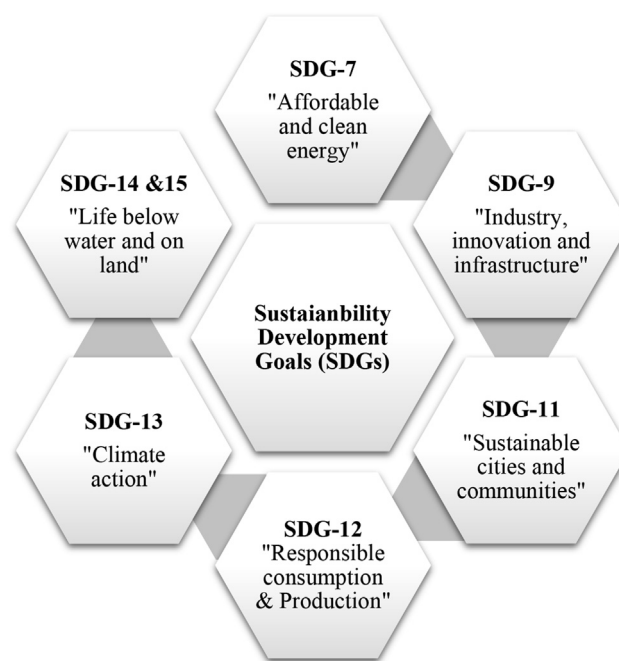 SDG-7
"Affordable
and clean
energy"
SDG-9
"Industry,
innovation and
infrastructure"
SDG-11
"Sustainable
cities and
communities"
SDG-12
"Responsible
consumption
& Production"
SDG-13
"Climate
action"
SDG-14 &15
"Life below
water and on
land"
Sustaianbility
Development
Goals (SDGs)